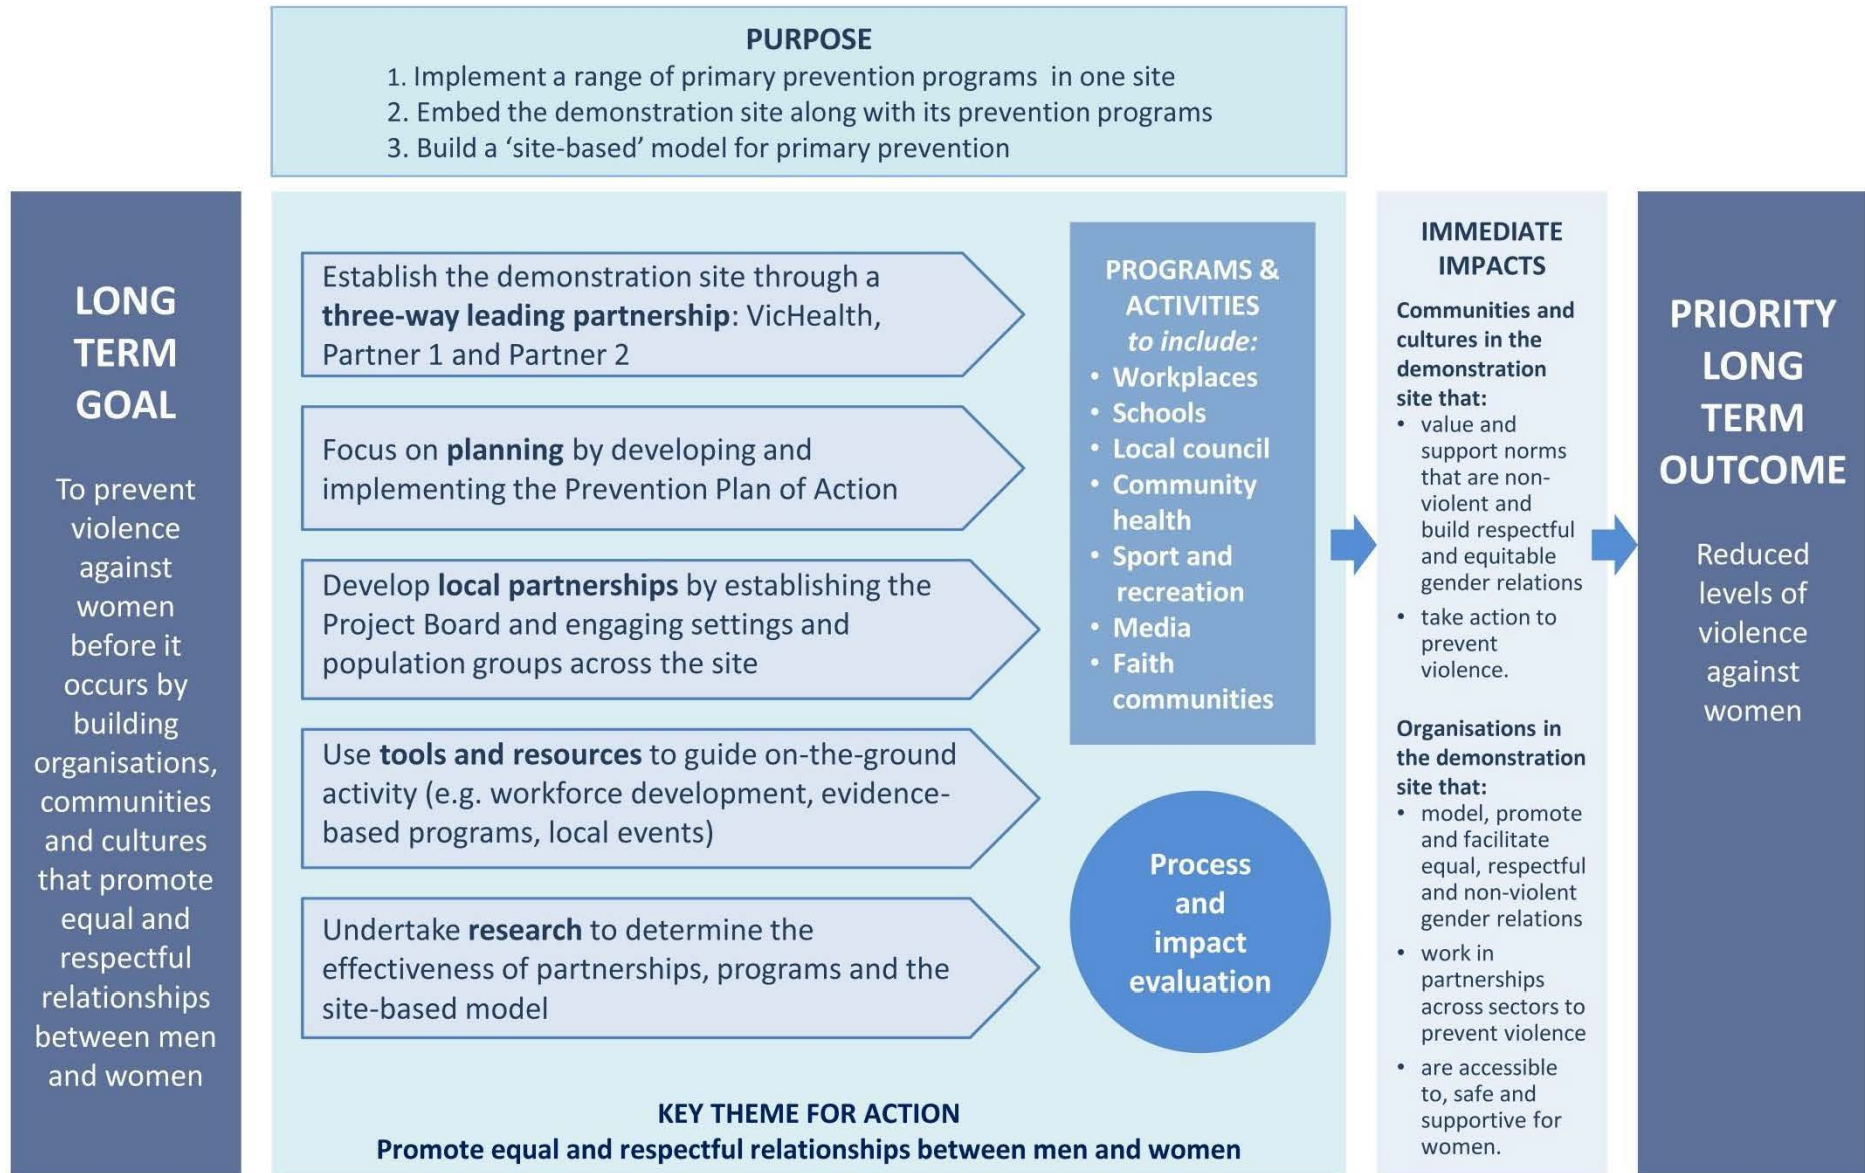 PURPOSE
1. Implement a range of primary prevention programs in one site
2. Embed the demonstration site along with its prevention programs
3. Build a ‘site-based’ model for primary prevention
LONG
TERM
GOAL
To prevent
violence
against
women
before it
occurs by
building
organisations,
communities
and cultures
that promote
equal and
respectful
relationships
between men
and women
Establish the demonstration site through a
three-way leading partnership: VicHealth,
Partner 1 and Partner 2
Focus on planning by developing and
implementing the Prevention Plan of Action
Develop local partnerships by establishing the
Project Board and engaging settings and
population groups across the site
Use tools and resources to guide on-the-ground
activity (e.g. workforce development, evidence-
based programs, local events)
Undertake research to determine the
effectiveness of partnerships, programs and the
site-based model
PROGRAMS &
ACTIVITIES
to include:
• Workplaces
• Schools
• Local council
• Community
health
• Sport and
recreation
• Media
• Faith
communities
Process
and
impact
evaluation
KEY THEME FOR ACTION
Promote equal and respectful relationships between men and women
IMMEDIATE
IMPACTS
Communities and
cultures in the
demonstration
site that:
• value and
support norms
that are non-
violent and
build respectful
and equitable
gender relations
• take action to
prevent
violence.
Organisations in
the demonstration
site that:
• model, promote
and facilitate
equal, respectful
and non-violent
gender relations
• work in
partnerships
across sectors to
prevent violence
• are accessible
to, safe and
supportive for
women.
PRIORITY
LONG
TERM
OUTCOME
Reduced
levels of
violence
against
women